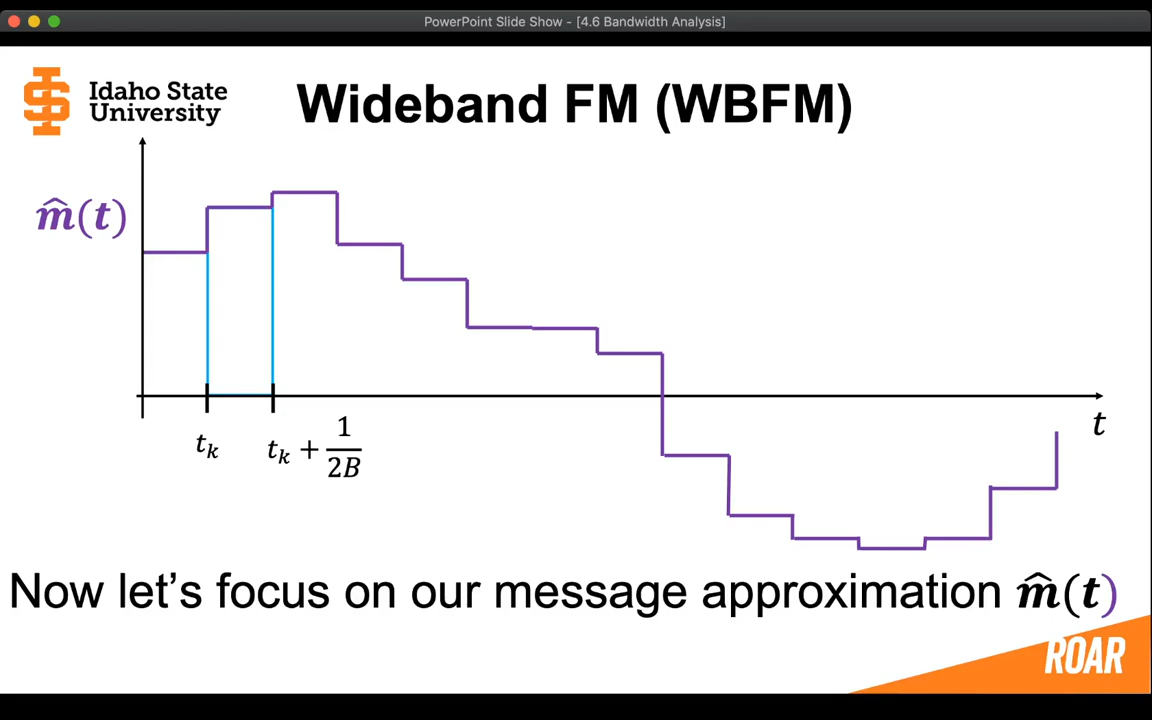 PowerPoint Slide Show - [4.6 Bandwidth Analysis]
Idaho State
University
Wideband FM (WBFM)
m̂(t)
t
t_k
t_k + 1/2B
Now let's focus on our message approximation m̂(t)
ROAR